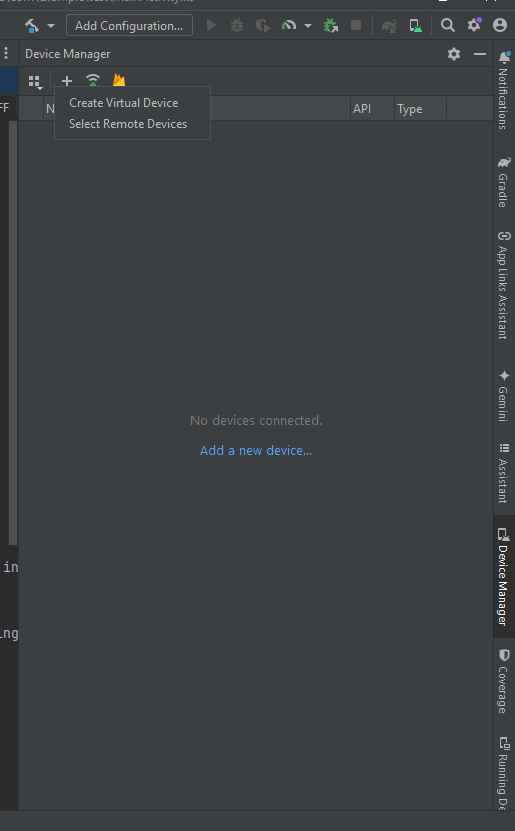 Add Configuration...
Device Manager
Create Virtual Device
Select Remote Devices
FF
N
API
Type
No devices connected.
Add a new device...
in
ing
Notifications
Gradle
App Links Assistant
Gemini
Assistant
Device Manager
Coverage
Running De